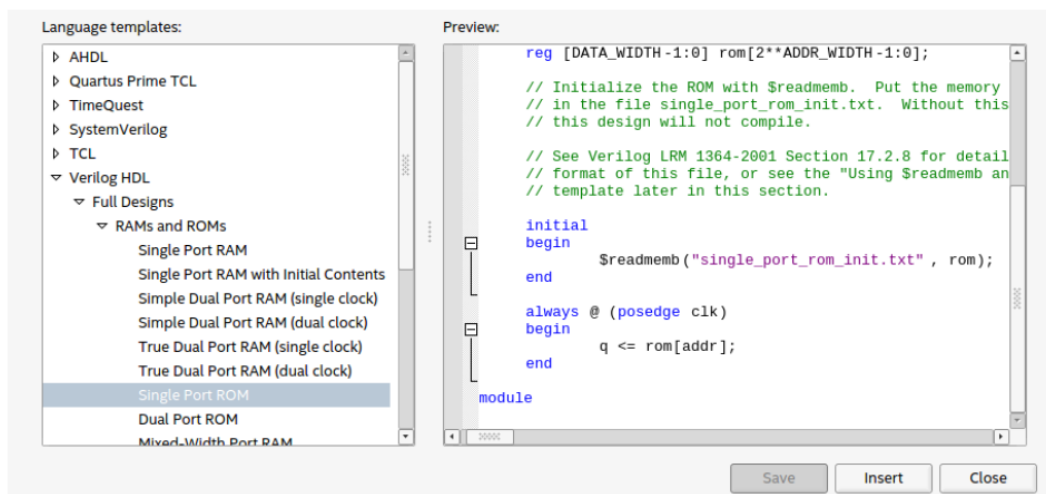 Language templates:
AHDL
Quartus Prime TCL
TimeQuest
SystemVerilog
TCL
Verilog HDL
Full Designs
RAMs and ROMs
Single Port RAM
Single Port RAM with Initial Contents
Simple Dual Port RAM (single clock)
Simple Dual Port RAM (dual clock)
True Dual Port RAM (single clock)
True Dual Port RAM (dual clock)
Single Port ROM
Dual Port ROM
Mixed-Width Port RAM
Preview:
reg [DATA_WIDTH-1:0] rom[2**ADDR_WIDTH-1:0];
// Initialize the ROM with $readmemb.  Put the memory
// in the file single_port_rom_init.txt.  Without this
// this design will not compile.
// See Verilog LRM 1364-2001 Section 17.2.8 for detail
// format of this file, or see the "Using $readmemb an
// template later in this section.
initial
begin
$readmemb("single_port_rom_init.txt" , rom);
end
always @ (posedge clk)
begin
q <= rom[addr];
end
module
Save
Insert
Close